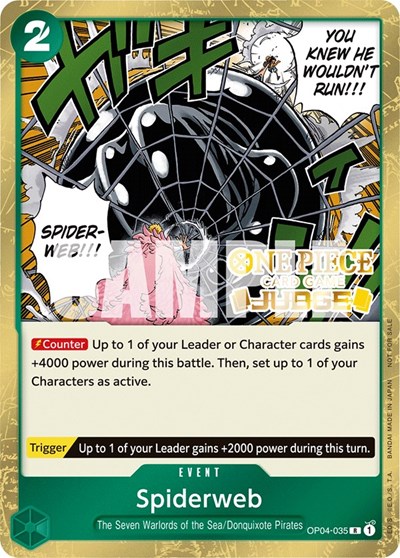 2
YOU
KNEW HE
WOULDN'T
RUN!!!
SPIDER-
WEB!!!
ONE PIECE
CARD GAME
JUDGE
Counter Up to 1 of your Leader or Character cards gains
+4000 power during this battle. Then, set up to 1 of your
Characters as active.
Trigger Up to 1 of your Leader gains +2000 power during this turn.
EVENT
Spiderweb
The Seven Warlords of the Sea/Donquixote Pirates
OP04-035 R 1
BANDAI MADE IN JAPAN NOT FOR SALE